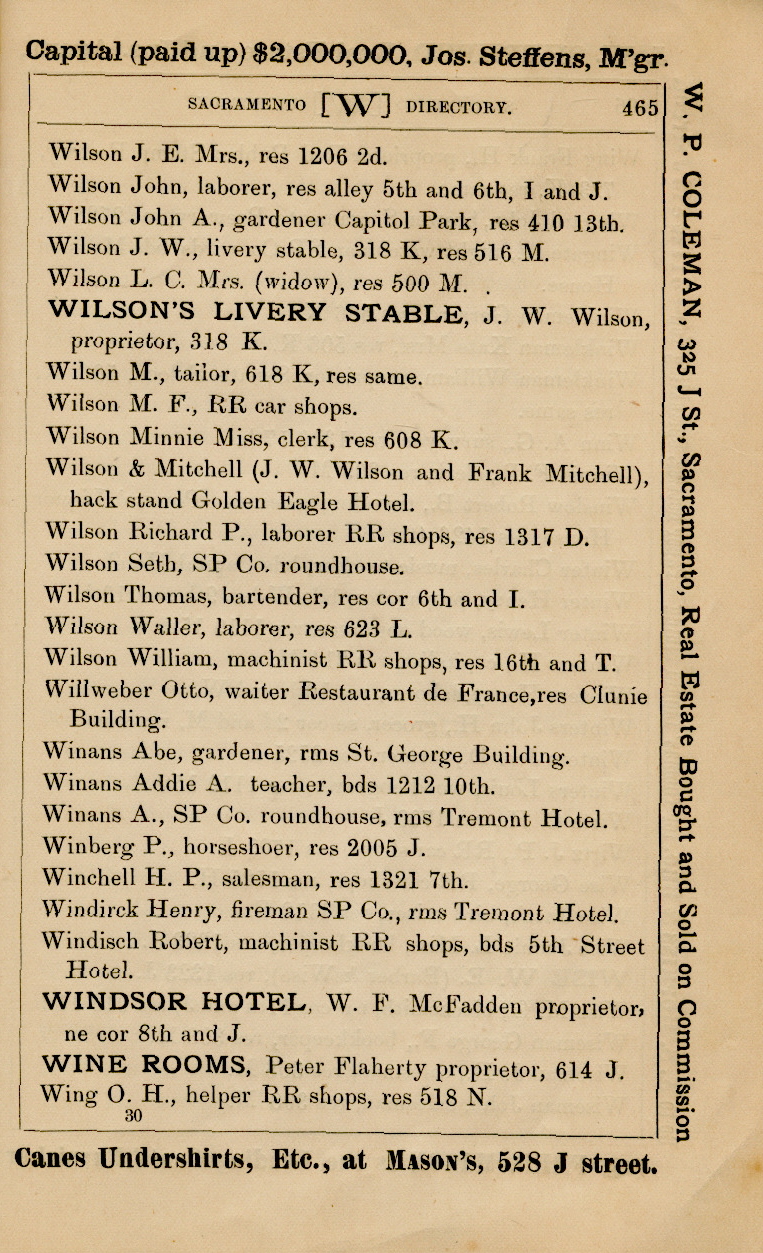 Capital (paid up) $2,000,000, Jos. Steffens, M'gr.
SACRAMENTO [W] DIRECTORY. 465
Wilson J. E. Mrs., res 1206 2d.
Wilson John, laborer, res alley 5th and 6th, I and J.
Wilson John A., gardener Capitol Park, res 410 13th.
Wilson J. W., livery stable, 318 K, res 516 M.
Wilson L. C. Mrs. (widow), res 500 M.
WILSON'S LIVERY STABLE, J. W. Wilson,
proprietor, 318 K.
Wilson M., tailor, 618 K, res same.
Wilson M. F., RR car shops.
Wilson Minnie Miss, clerk, res 608 K.
Wilson & Mitchell (J. W. Wilson and Frank Mitchell),
hack stand Golden Eagle Hotel.
Wilson Richard P., laborer RR shops, res 1317 D.
Wilson Seth, SP Co. roundhouse.
Wilson Thomas, bartender, res cor 6th and I.
Wilson Waller, laborer, res 623 L.
Wilson William, machinist RR shops, res 16th and T.
Willweber Otto, waiter Restaurant de France,res Clunie
Building.
Winans Abe, gardener, rms St. George Building.
Winans Addie A. teacher, bds 1212 10th.
Winans A., SP Co. roundhouse, rms Tremont Hotel.
Winberg P., horseshoer, res 2005 J.
Winchell H. P., salesman, res 1321 7th.
Windirck Henry, fireman SP Co., rms Tremont Hotel.
Windisch Robert, machinist RR shops, bds 5th Street
Hotel.
WINDSOR HOTEL, W. F. McFadden proprietor,
ne cor 8th and J.
WINE ROOMS, Peter Flaherty proprietor, 614 J.
Wing O. H., helper RR shops, res 518 N.
30
Canes Undershirts, Etc., at MASON'S, 528 J street.
W. P. COLEMAN, 325 J St., Sacramento, Real Estate Bought and Sold on Commission